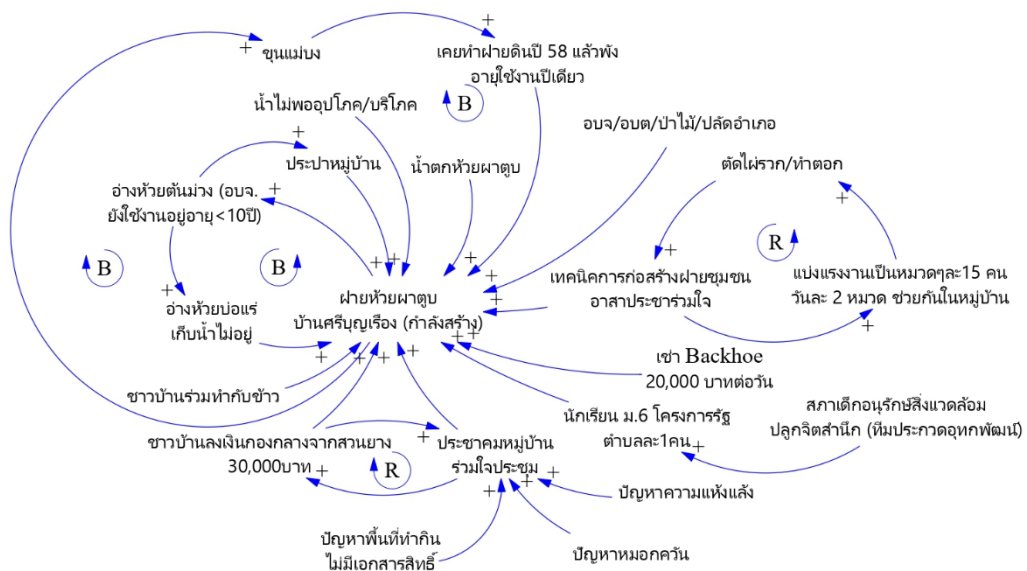 ขุนแม่บง
เคยทำฝายดินปี 58 แล้วพัง
อายุใช้งานปีเดียว
B
น้ำไม่พออุปโภค/บริโภค
อบจ/อบต/ป่าไม้/ปลัดอำเภอ
ประปาหมู่บ้าน
น้ำตกห้วยผาตูบ
ตัดไผ่รวก/ทำตอก
อ่างห้วยตันม่วง (อบจ.
ยังใช้งานอยู่อายุ<10ปี)
R
B
B
เทคนิคการก่อสร้างฝายชุมชน
อาสาประชาร่วมใจ
แบ่งแรงงานเป็นหมวดๆละ15 คน
วันละ 2 หมวด ช่วยกันในหมู่บ้าน
ฝายห้วยผาตูบ
บ้านศรีบุญเรือง (กำลังสร้าง)
อ่างห้วยบ่อแร่
เก็บน้ำไม่อยู่
เช่า Backhoe
20,000 บาทต่อวัน
ชาวบ้านร่วมทำกับข้าว
นักเรียน ม.6 โครงการรัฐ
ตำบลละ1คน
สภาเด็กอนุรักษ์สิ่งแวดล้อม
ปลูกจิตสำนึก (ทีมประกวดอุทกพัฒน์)
ชาวบ้านลงเงินกองกลางจากสวนยาง
30,000บาท
R
ประชาคมหมู่บ้าน
ร่วมใจประชุม
ปัญหาความแห้งแล้ง
ปัญหาพื้นที่ทำกิน
ไม่มีเอกสารสิทธิ์
ปัญหาหมอกควัน